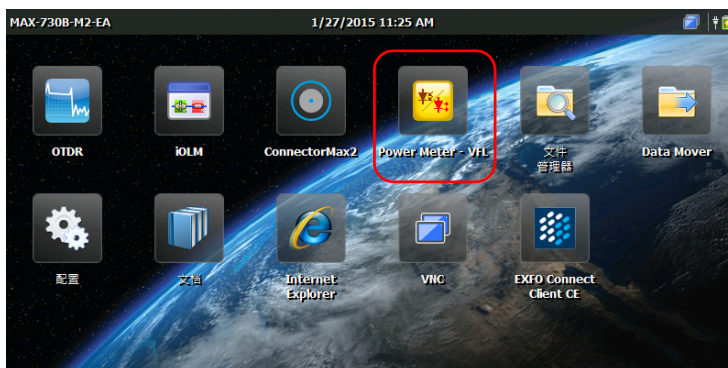 MAX-730B-M2-EA 1/27/2015 11:25 AM
OTDR iOLM ConnectorMax2 Power Meter - VFL 文件 Data Mover
管理器
配置 文档 Internet VNC EXFO Connect
Explorer Client CE